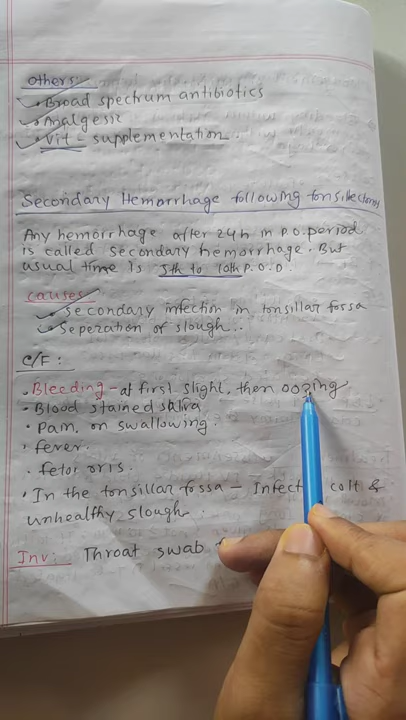 Others:
Broad spectrum antibiotics
Analgesic
Vit - supplementation
Secondary Hemorrhage following tonsillectomy
Any hemorrhage after 24h in P.O. period
is called secondary hemorrhage. But
usual time is 5th to 10th P.O.D.
causes
Secondary infection in tonsillar fossa
Seperation of slough.
C/F:
Bleeding - at first slight, then oozing
Blood stained saliva
Pain on swallowing.
fever.
fetor oris.
In the tonsillar fossa - Infected colt &
unhealthy slough.
Inv: Throat swab